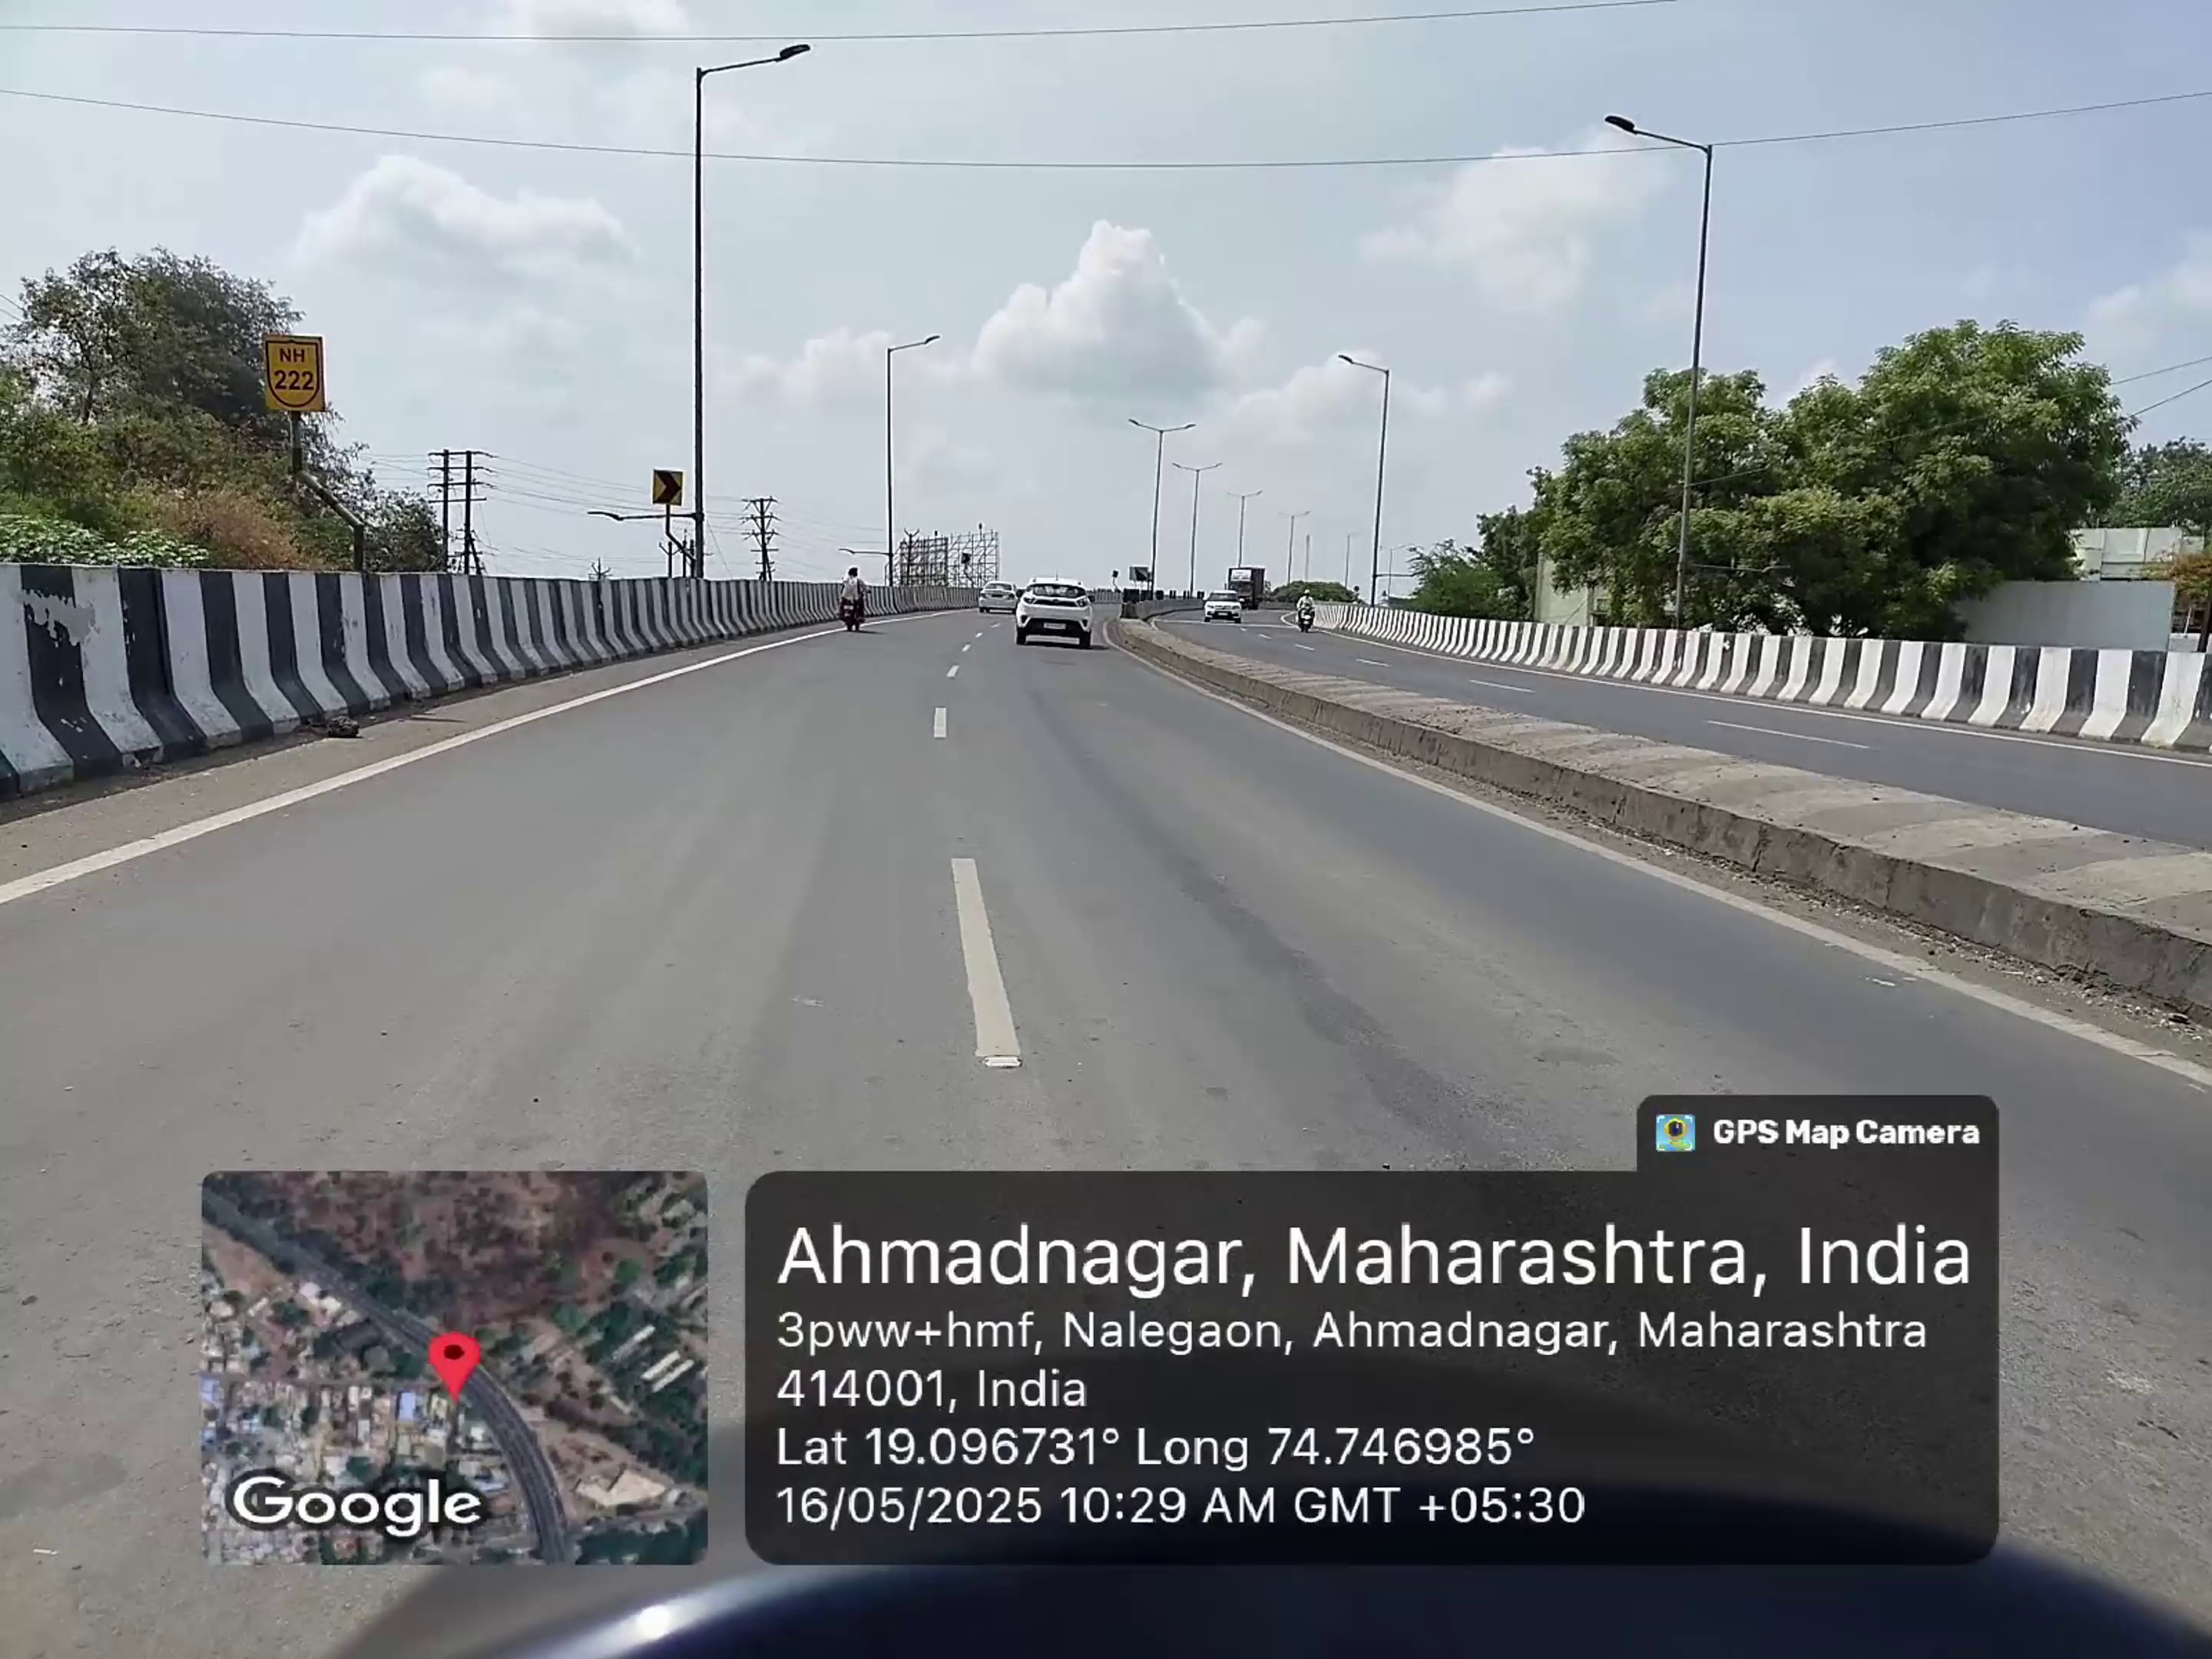 NH
222
GPS Map Camera
Ahmadnagar, Maharashtra, India
3pww+hmf, Nalegaon, Ahmadnagar, Maharashtra
414001, India
Lat 19.096731° Long 74.746985°
16/05/2025 10:29 AM GMT +05:30
Google